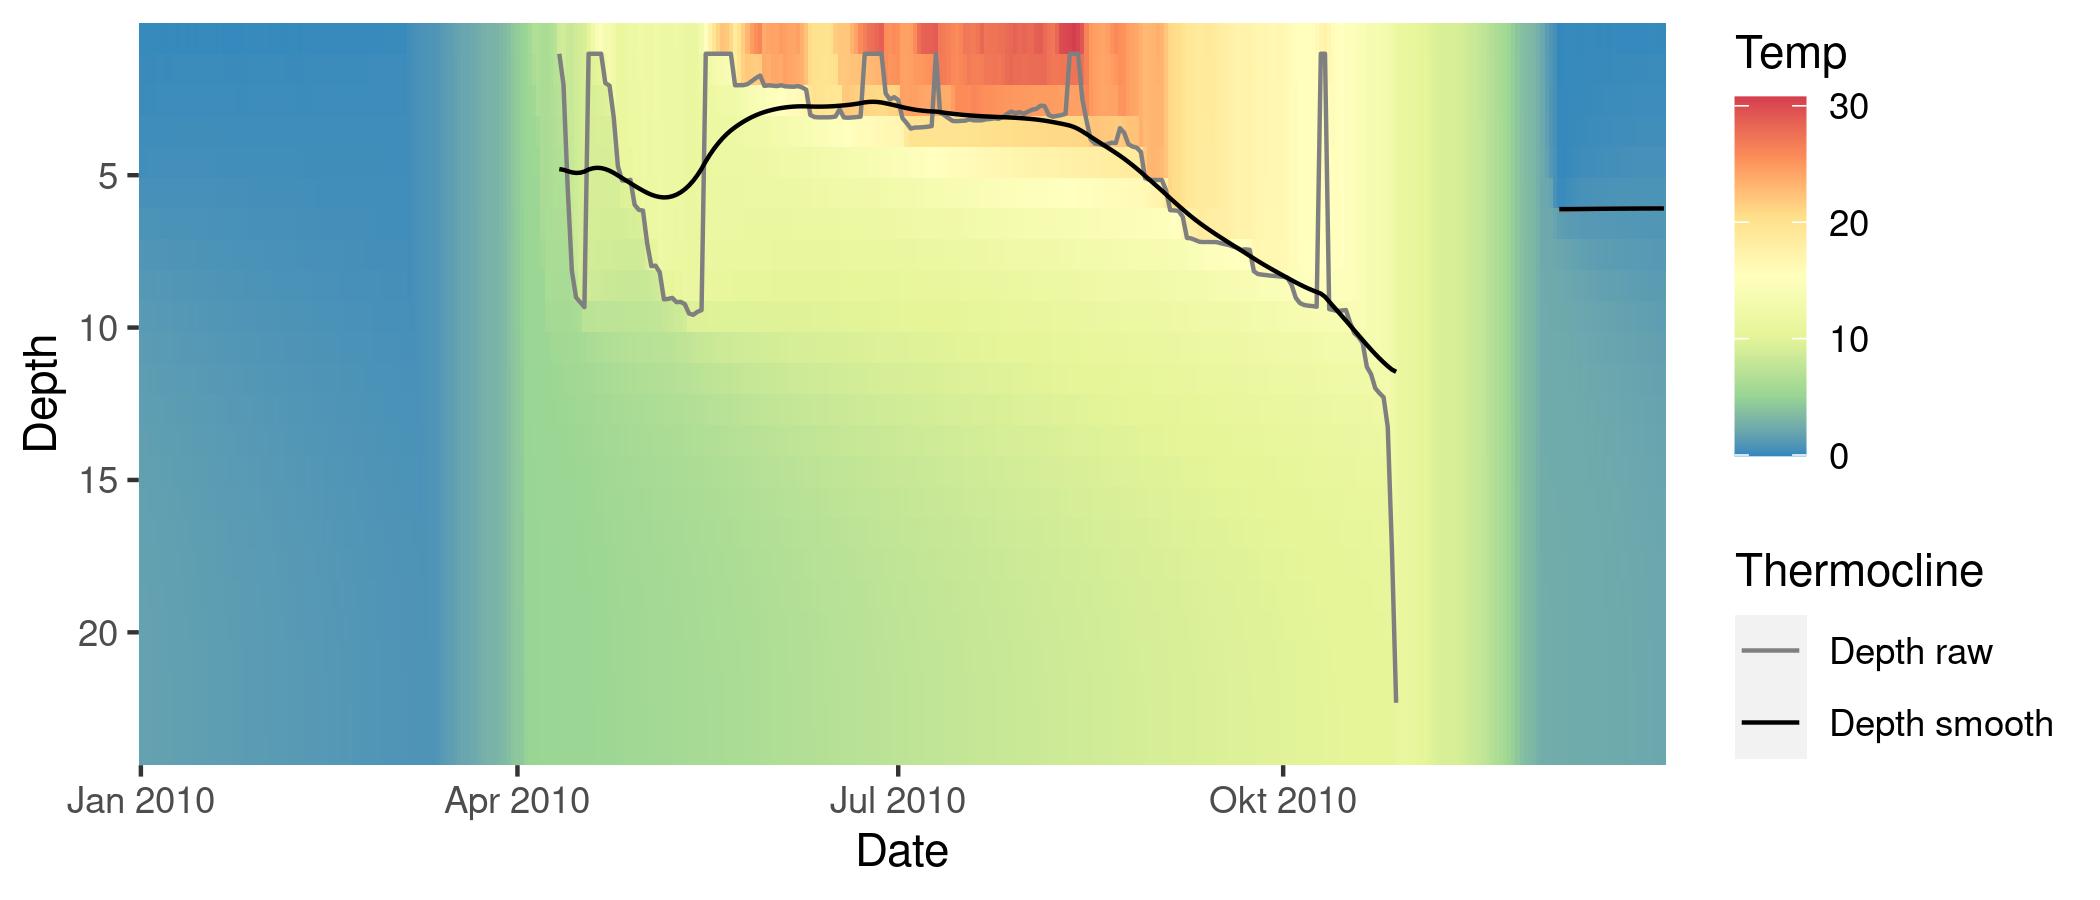 Depth
5
10
15
20
Jan 2010
Apr 2010
Jul 2010
Okt 2010
Date
Temp
30
20
10
0
Thermocline
Depth raw
Depth smooth